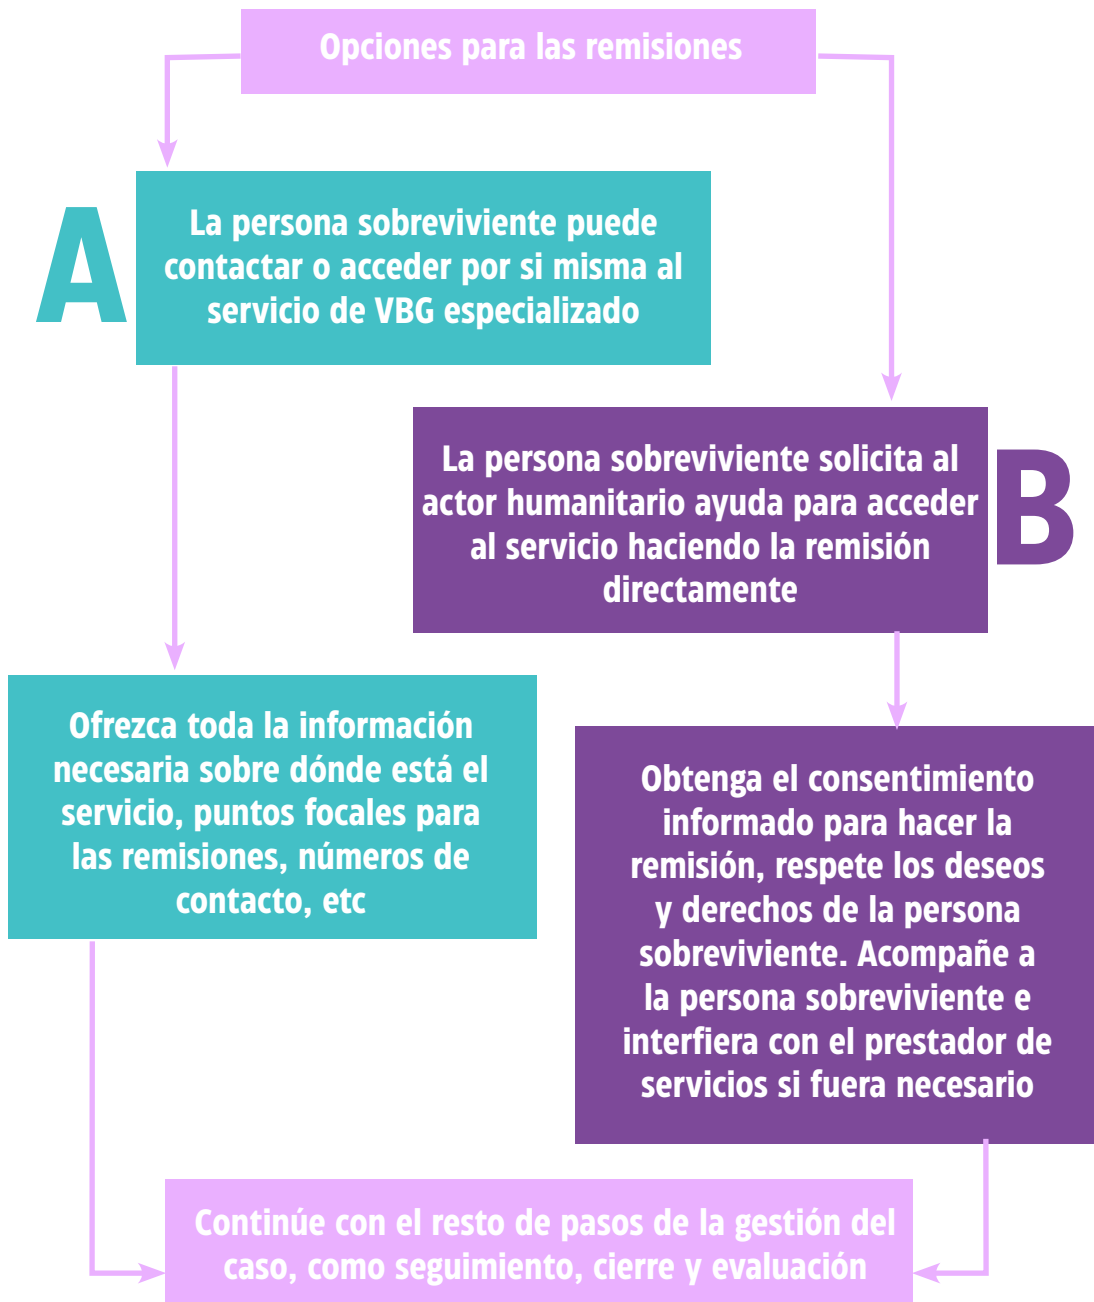 Opciones para las remisiones
A
La persona sobreviviente puede
contactar o acceder por si misma al
servicio de VBG especializado
La persona sobreviviente solicita al
actor humanitario ayuda para acceder
al servicio haciendo la remisión
directamente
B
Ofrezca toda la información
necesaria sobre dónde está el
servicio, puntos focales para
las remisiones, números de
contacto, etc
Obtenga el consentimiento
informado para hacer la
remisión, respete los deseos
y derechos de la persona
sobreviviente. Acompañe a
la persona sobreviviente e
interfiera con el prestador de
servicios si fuera necesario
Continúe con el resto de pasos de la gestión del
caso, como seguimiento, cierre y evaluación